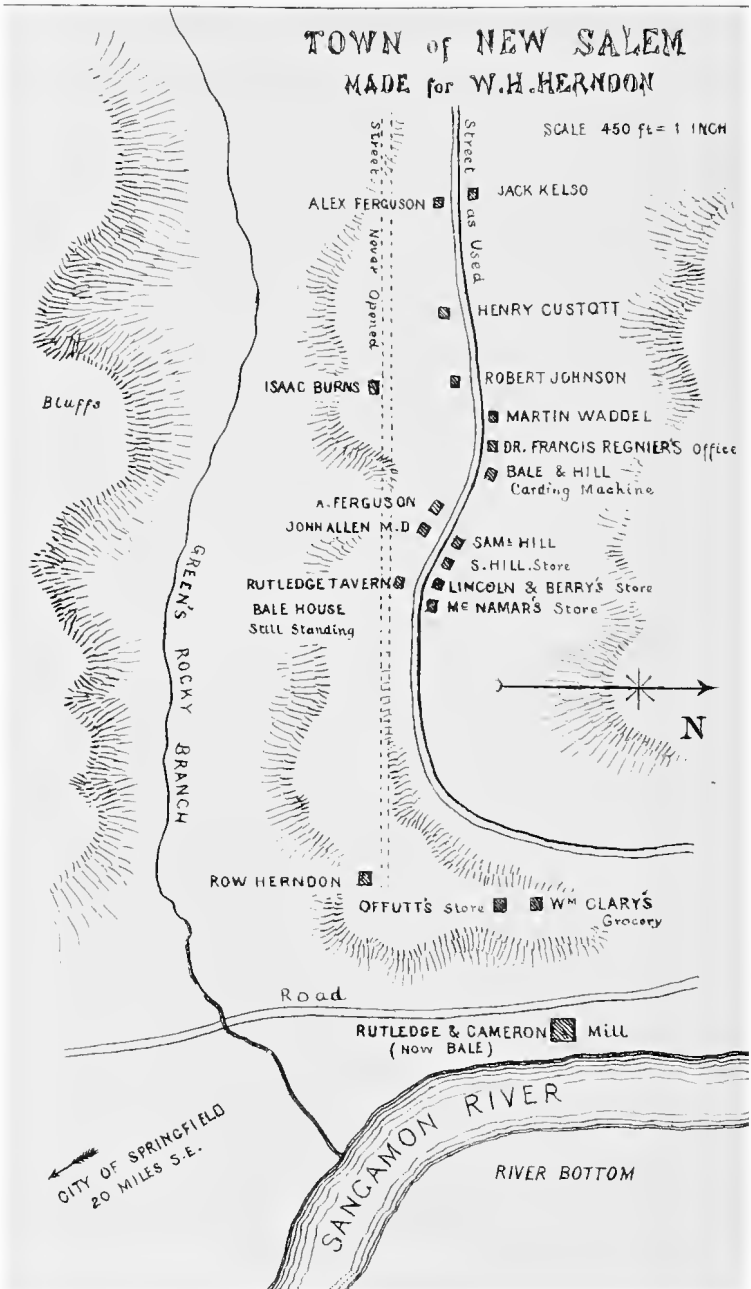 TOWN of NEW SALEM
MADE for W.H.HERNDON
SCALE 450 ft = 1 INCH
Street as Used
Street, Never Opened
ALEX FERGUSON
JACK KELSO
HENRY CUSTOTT
ISAAC BURNS
ROBERT JOHNSON
Bluffs
MARTIN WADDEL
DR. FRANCIS REGNIER'S Office
BALE & HILL
Carding Machine
A. FERGUSON
JOHN ALLEN M.D
SAML HILL
S. HILL. Store
RUTLEDGE TAVERN
LINCOLN & BERRY'S Store
BALE HOUSE
Still Standing
Mc NAMAR'S Store
GREEN'S ROCKY BRANCH
N
ROW HERNDON
OFFUTT'S Store
WM CLARY'S
Grocery
Road
RUTLEDGE & CAMERON Mill
(NOW BALE)
CITY OF SPRINGFIELD
20 MILES S.E.
SANGAMON RIVER
RIVER BOTTOM